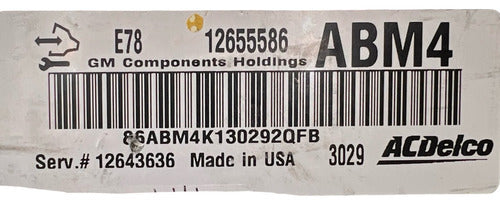 E78 12655586 ABM4
GM Components Holdings
86ABM4K130292QFB
Serv.# 12643636 Made in USA 3029 ACDelco